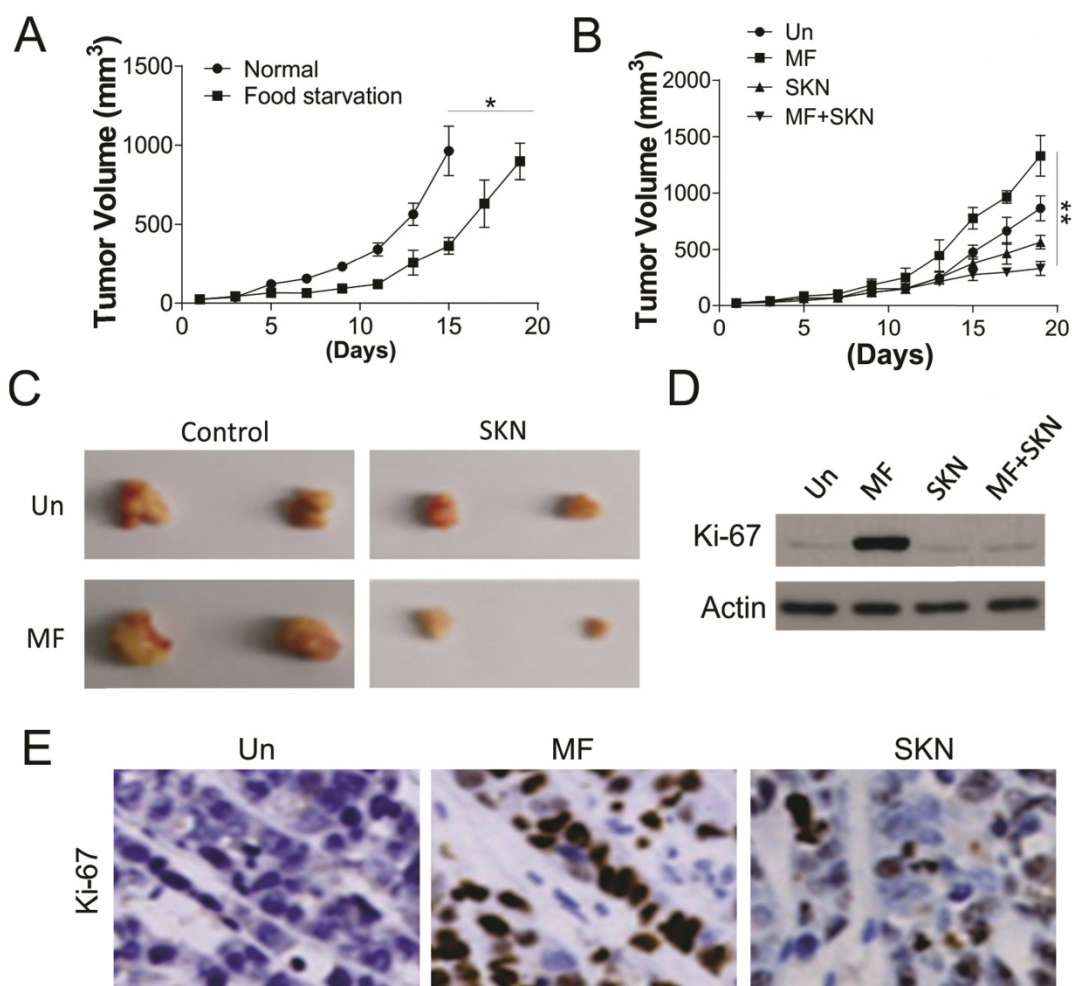 A
Tumor Volume (mm³)
1500
1000
500
0
Normal
Food starvation
*
0 5 10 15 20
(Days)
B
Un
MF
SKN
MF+SKN
Tumor Volume (mm³)
2000
1500
1000
500
0
**
0 5 10 15 20
(Days)
C
Control SKN
Un
MF
D
Un MF SKN MF+SKN
Ki-67
Actin
E
Un MF SKN
Ki-67